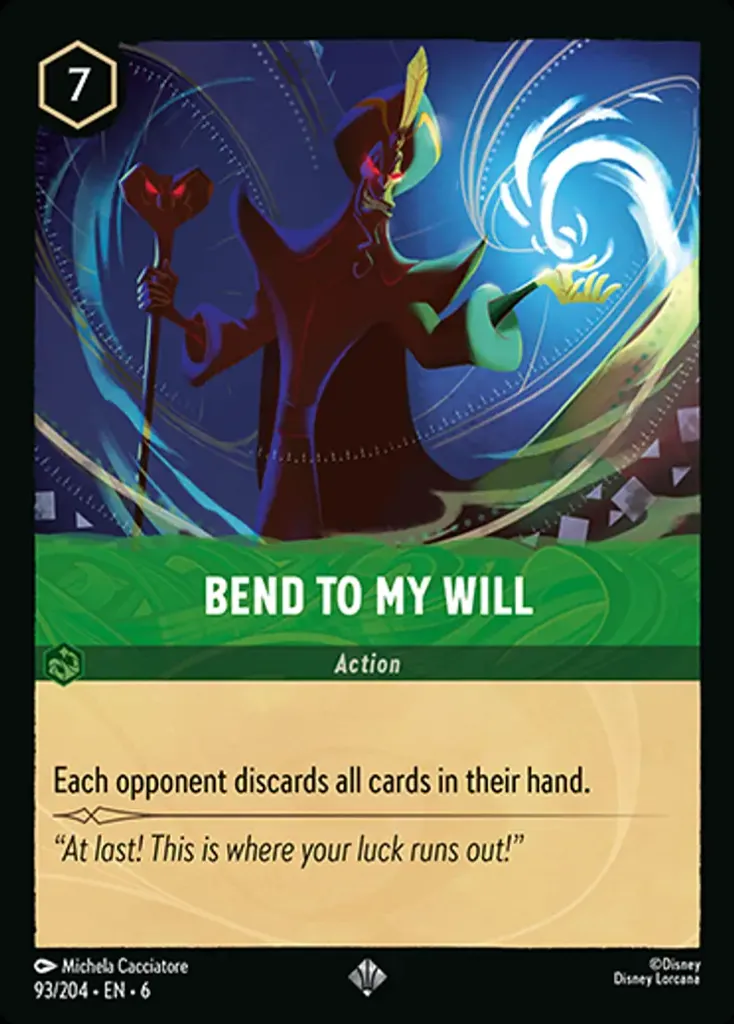 7
BEND TO MY WILL
Action
Each opponent discards all cards in their hand.
“At last! This is where your luck runs out!”
Michela Cacciatore
©Disney
93/204 • EN • 6
Disney Lorcana